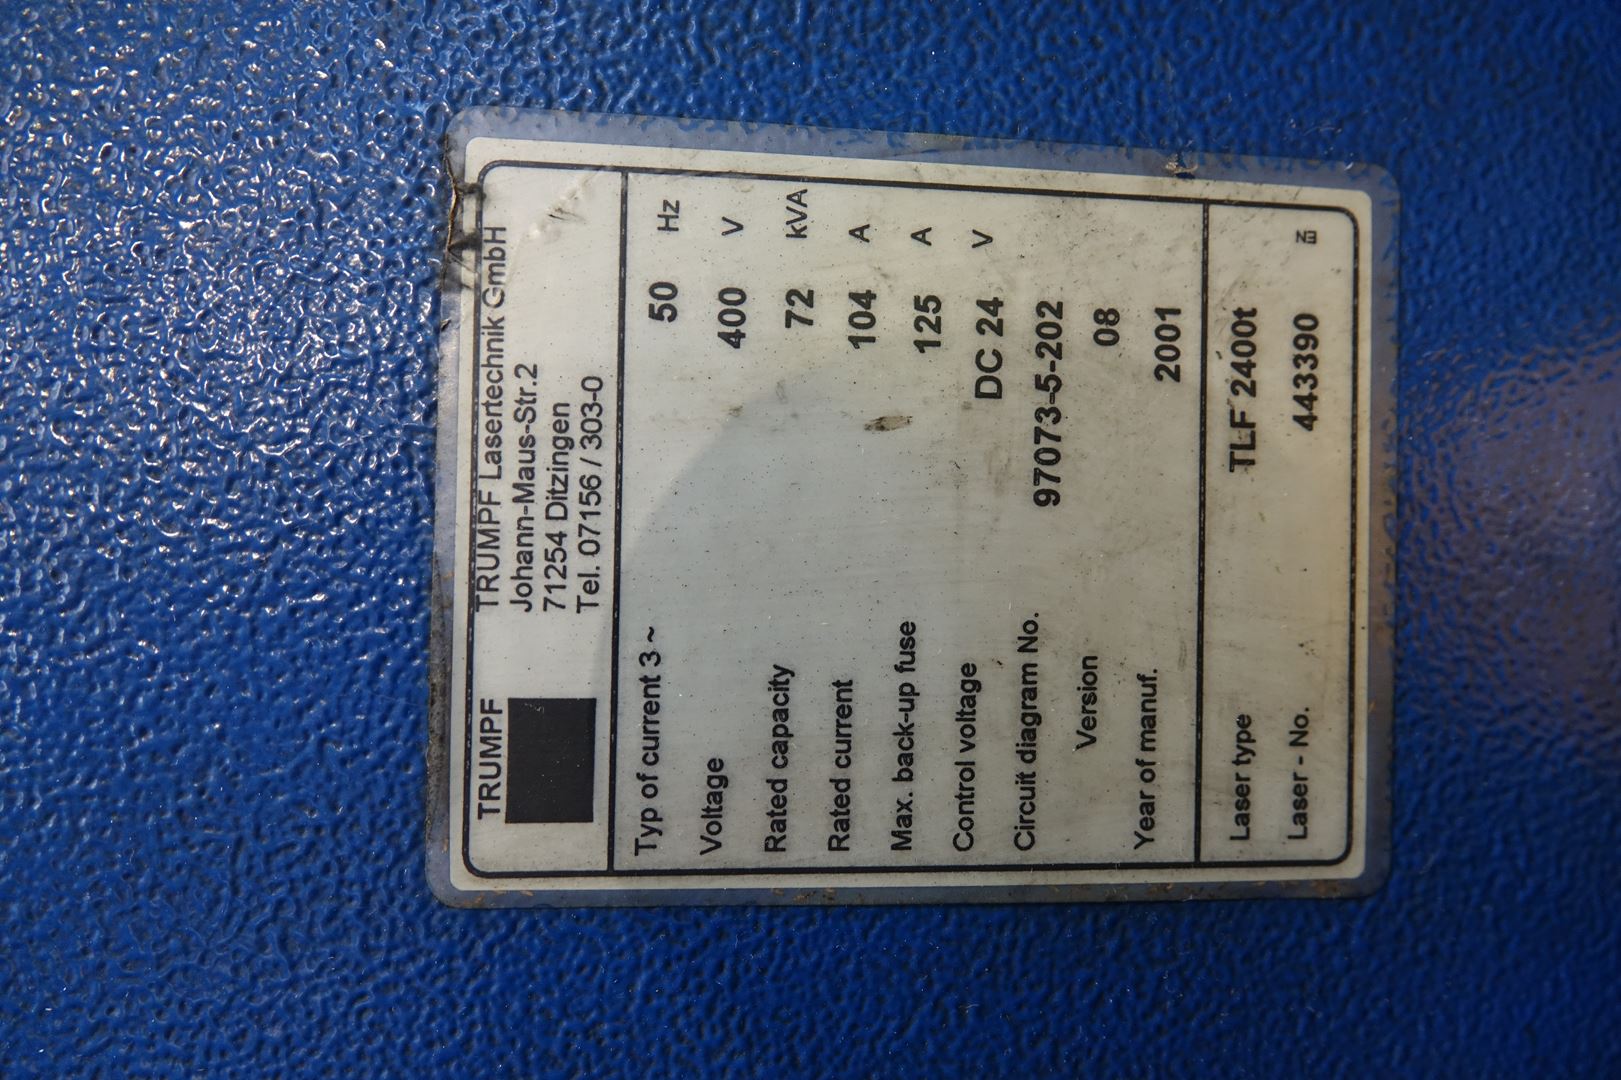 TRUMPF
TRUMPF Lasertechnik GmbH
Johann-Maus-Str.2
71254 Ditzingen
Tel. 07156 / 303-0
Typ of current 3 ~ 50 Hz
Voltage 400 V
Rated capacity 72 kVA
Rated current 104 A
Max. back-up fuse 125 A
Control voltage DC 24 V
Circuit diagram No. 97073-5-202
Version 08
Year of manuf. 2001
Laser type TLF 2400t
Laser - No. 443390